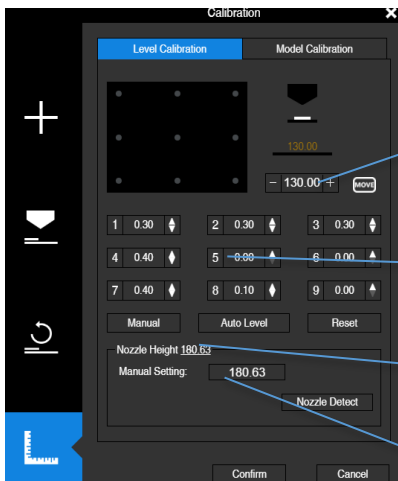 Calibration
Level Calibration Model Calibration
130.00
− 130.00 + MOVE
1 0.30 2 0.30 3 0.30
4 0.40 5 0.00 6 0.00
7 0.40 8 0.10 9 0.00
Manual Auto Level Reset
Nozzle Height 180.63
Manual Setting: 180.63
Nozzle Detect
Confirm Cancel